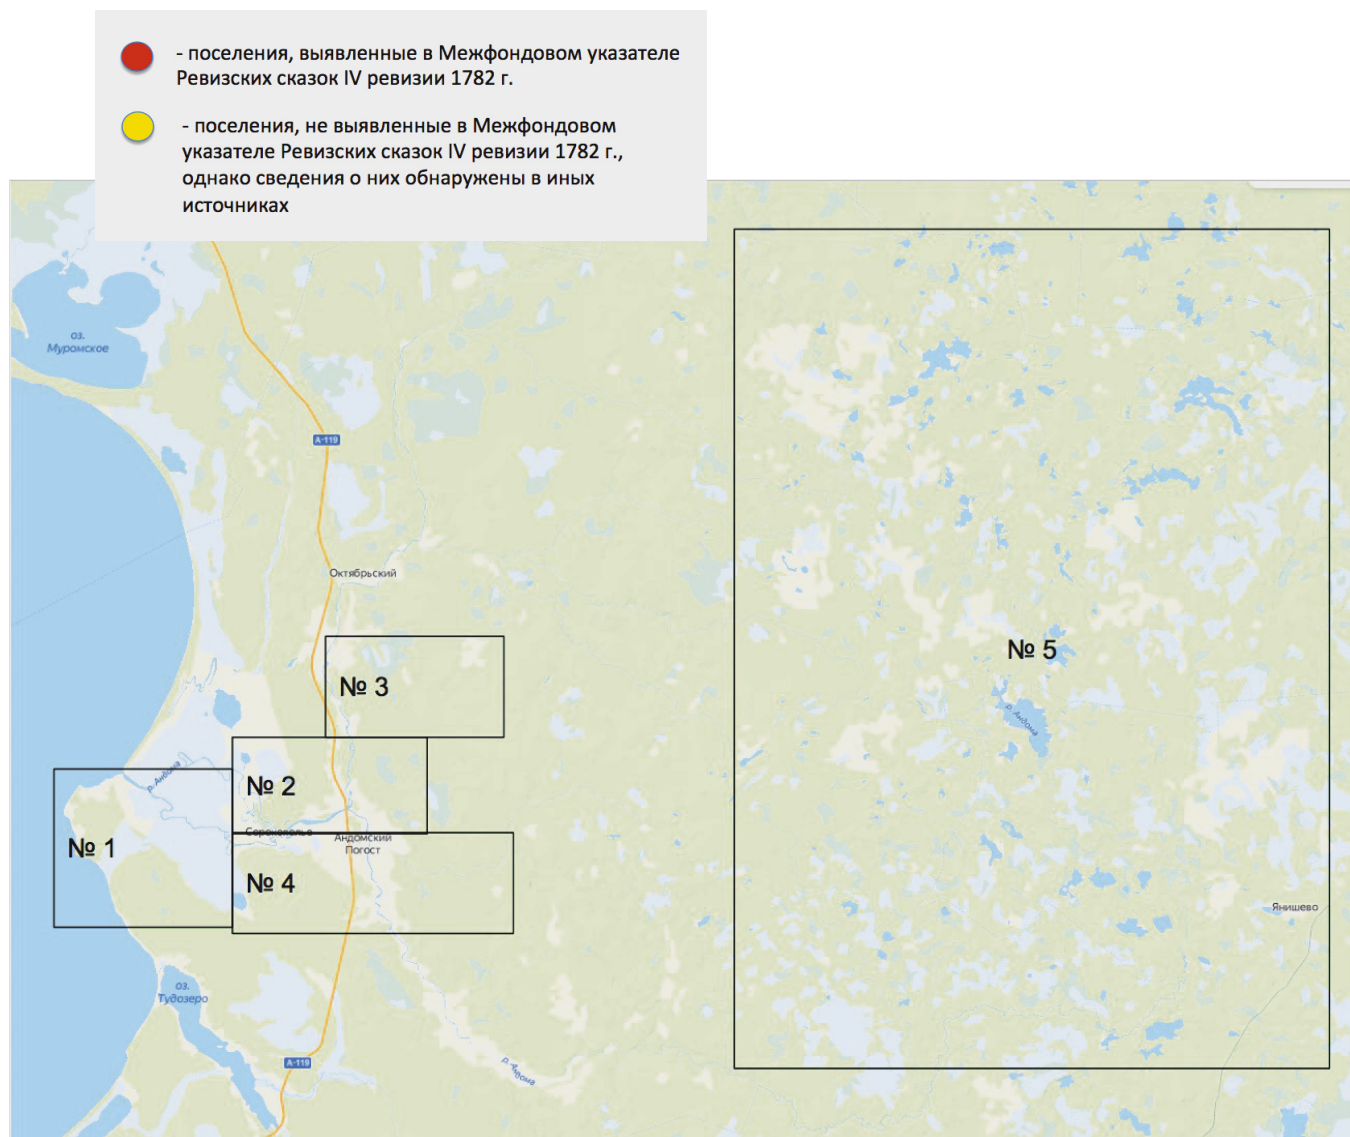 - поселения, выявленные в Межфондовом указателе
Ревизских сказок IV ревизии 1782 г.
- поселения, не выявленные в Межфондовом
указателе Ревизских сказок IV ревизии 1782 г.,
однако сведения о них обнаружены в иных
источниках
оз.
Муромское
А-119
Октябрьский
№ 5
№ 3
р. Андома
р. Андома
№ 2
Сорокополье
Андомский
Погост
№ 1
№ 4
Янишево
оз.
Тудозеро
А-119
р. Андома